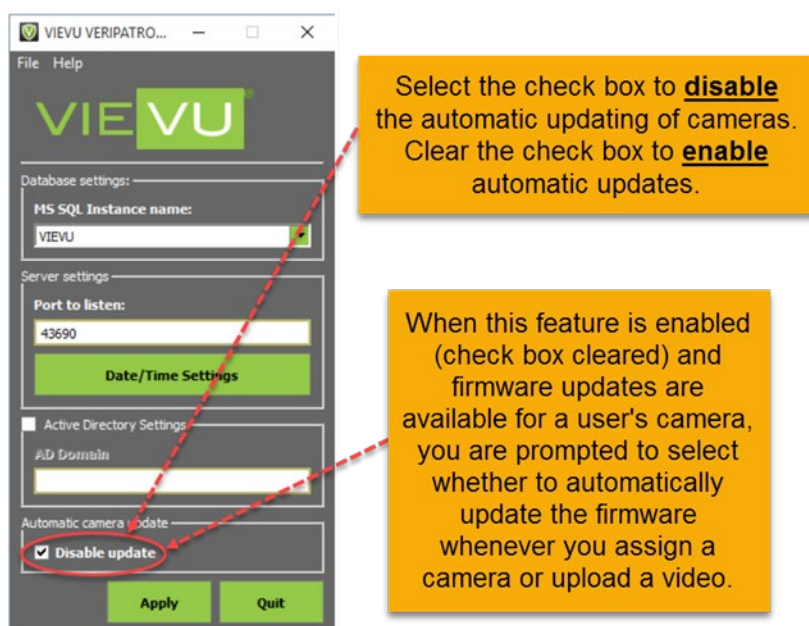 VIEVU VERIPATRO...
File Help
VIEVU®
Database settings:
MS SQL Instance name:
VIEVU
Server settings
Port to listen:
43690
Date/Time Settings
Active Directory Settings
AD Domain
Automatic camera update
Disable update
Apply Quit
Select the check box to disable
the automatic updating of cameras.
Clear the check box to enable
automatic updates.
When this feature is enabled
(check box cleared) and
firmware updates are
available for a user's camera,
you are prompted to select
whether to automatically
update the firmware
whenever you assign a
camera or upload a video.